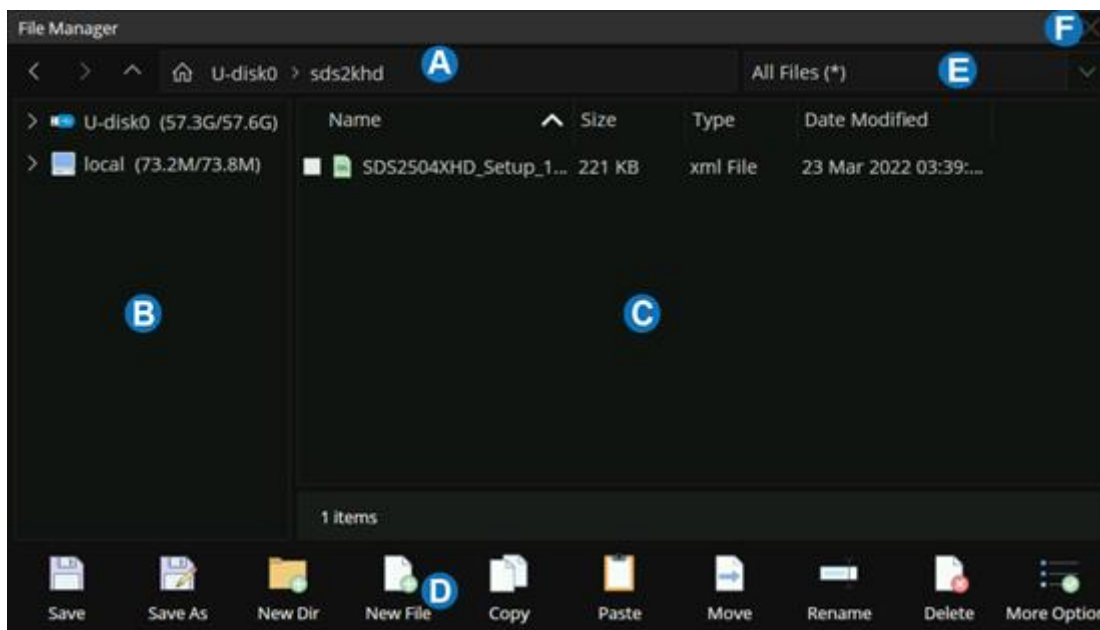 File Manager
F
U-disk0 > sds2khd
A
All Files (*)
E
U-disk0 (57.3G/57.6G)
local (73.2M/73.8M)
Name Size Type Date Modified
SDS2504XHD_Setup_1... 221 KB xml File 23 Mar 2022 03:39:...
B
C
1 items
D
Save Save As New Dir New File Copy Paste Move Rename Delete More Option